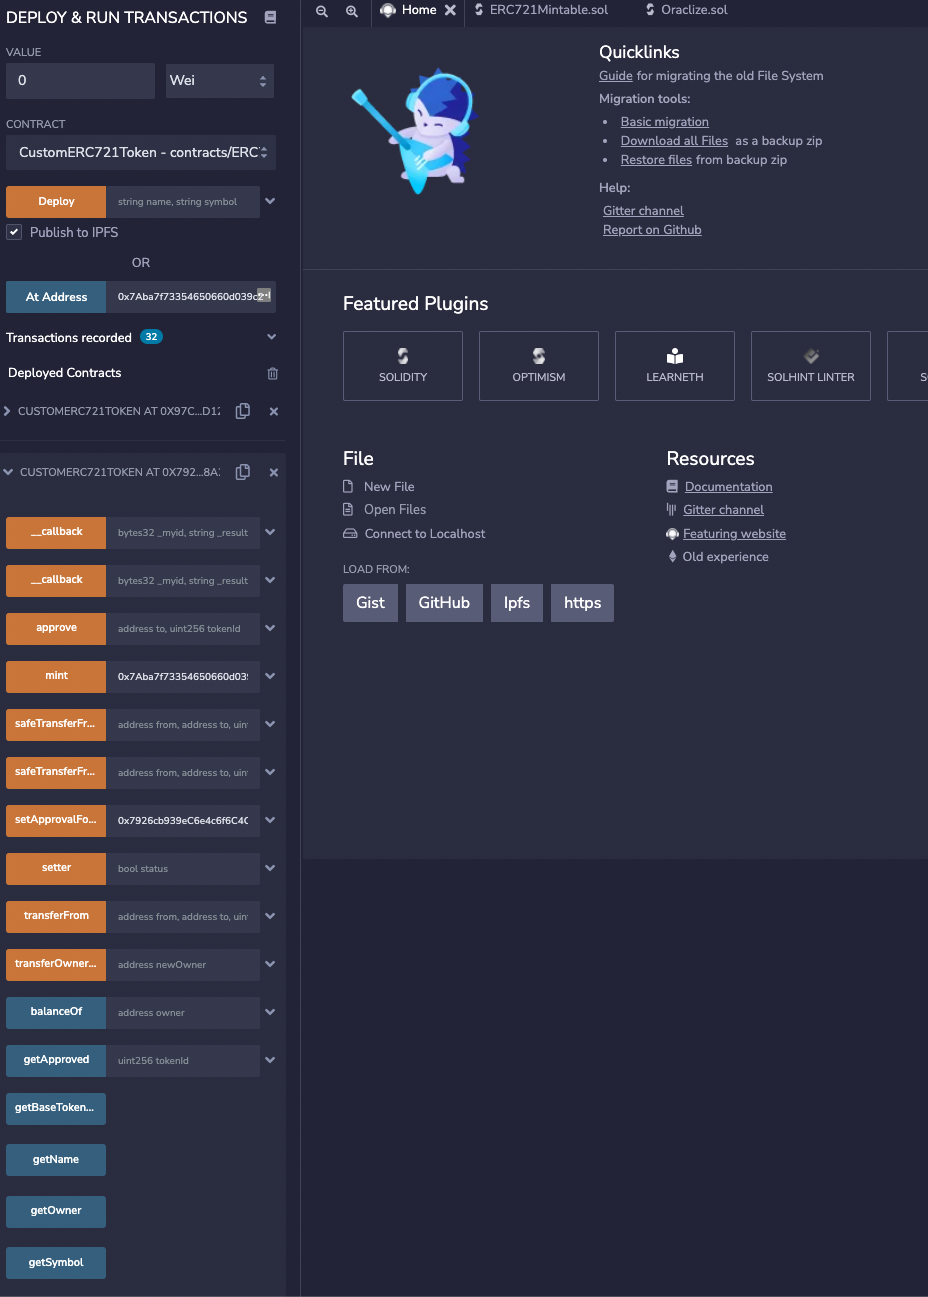 DEPLOY & RUN TRANSACTIONS
VALUE
0
Wei
CONTRACT
CustomERC721Token - contracts/ERC
Deploy
string name, string symbol
Publish to IPFS
OR
At Address
0x7Aba7f73354650660d039c2
Transactions recorded 32
Deployed Contracts
CUSTOMERC721TOKEN AT 0X97C...D12
CUSTOMERC721TOKEN AT 0X792...8A
__callback
bytes32 _myid, string _result
__callback
bytes32 _myid, string _result
approve
address to, uint256 tokenId
mint
0x7Aba7f73354650660d03
safeTransferFr...
address from, address to, uin
safeTransferFr...
address from, address to, uin
setApprovalFo...
0x7926cb939eC6e4c6f6C4
setter
bool status
transferFrom
address from, address to, uin
transferOwner...
address newOwner
balanceOf
address owner
getApproved
uint256 tokenId
getBaseToken...
getName
getOwner
getSymbol
Home
ERC721Mintable.sol
Oraclize.sol
Quicklinks
Guide for migrating the old File System
Migration tools:
• Basic migration
• Download all Files as a backup zip
• Restore files from backup zip
Help:
Gitter channel
Report on Github
Featured Plugins
SOLIDITY
OPTIMISM
LEARNETH
SOLHINT LINTER
File
New File
Open Files
Connect to Localhost
LOAD FROM:
Gist
GitHub
Ipfs
https
Resources
Documentation
Gitter channel
Featuring website
Old experience